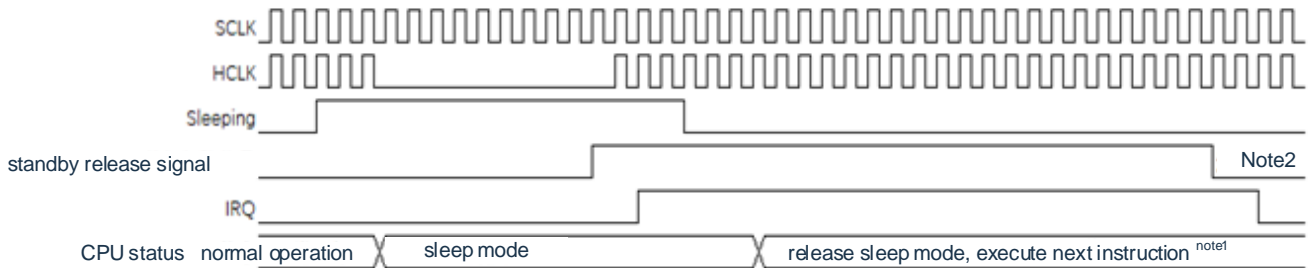 SCLK
HCLK
Sleeping
standby release signal Note2
IRQ
CPU status normal operation sleep mode release sleep mode, execute next instruction note1